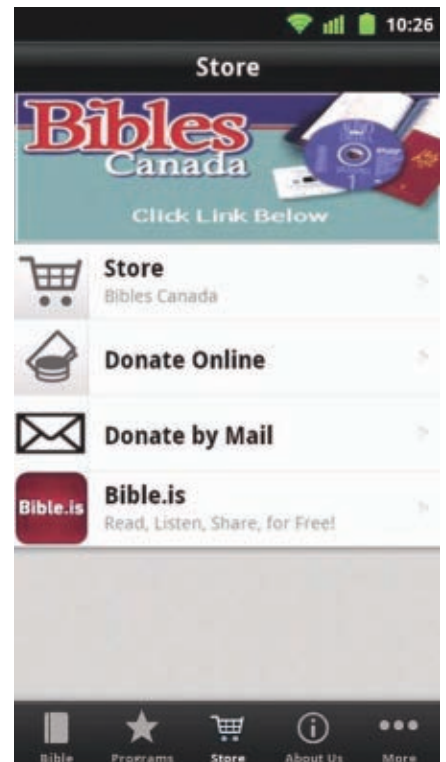 10:26
Store
Bibles
Canada
1
Click Link Below
Store
Bibles Canada
Donate Online
Donate by Mail
Bible.is
Bible.is
Read, Listen, Share, for Free!
Bible Programs Store About Us More